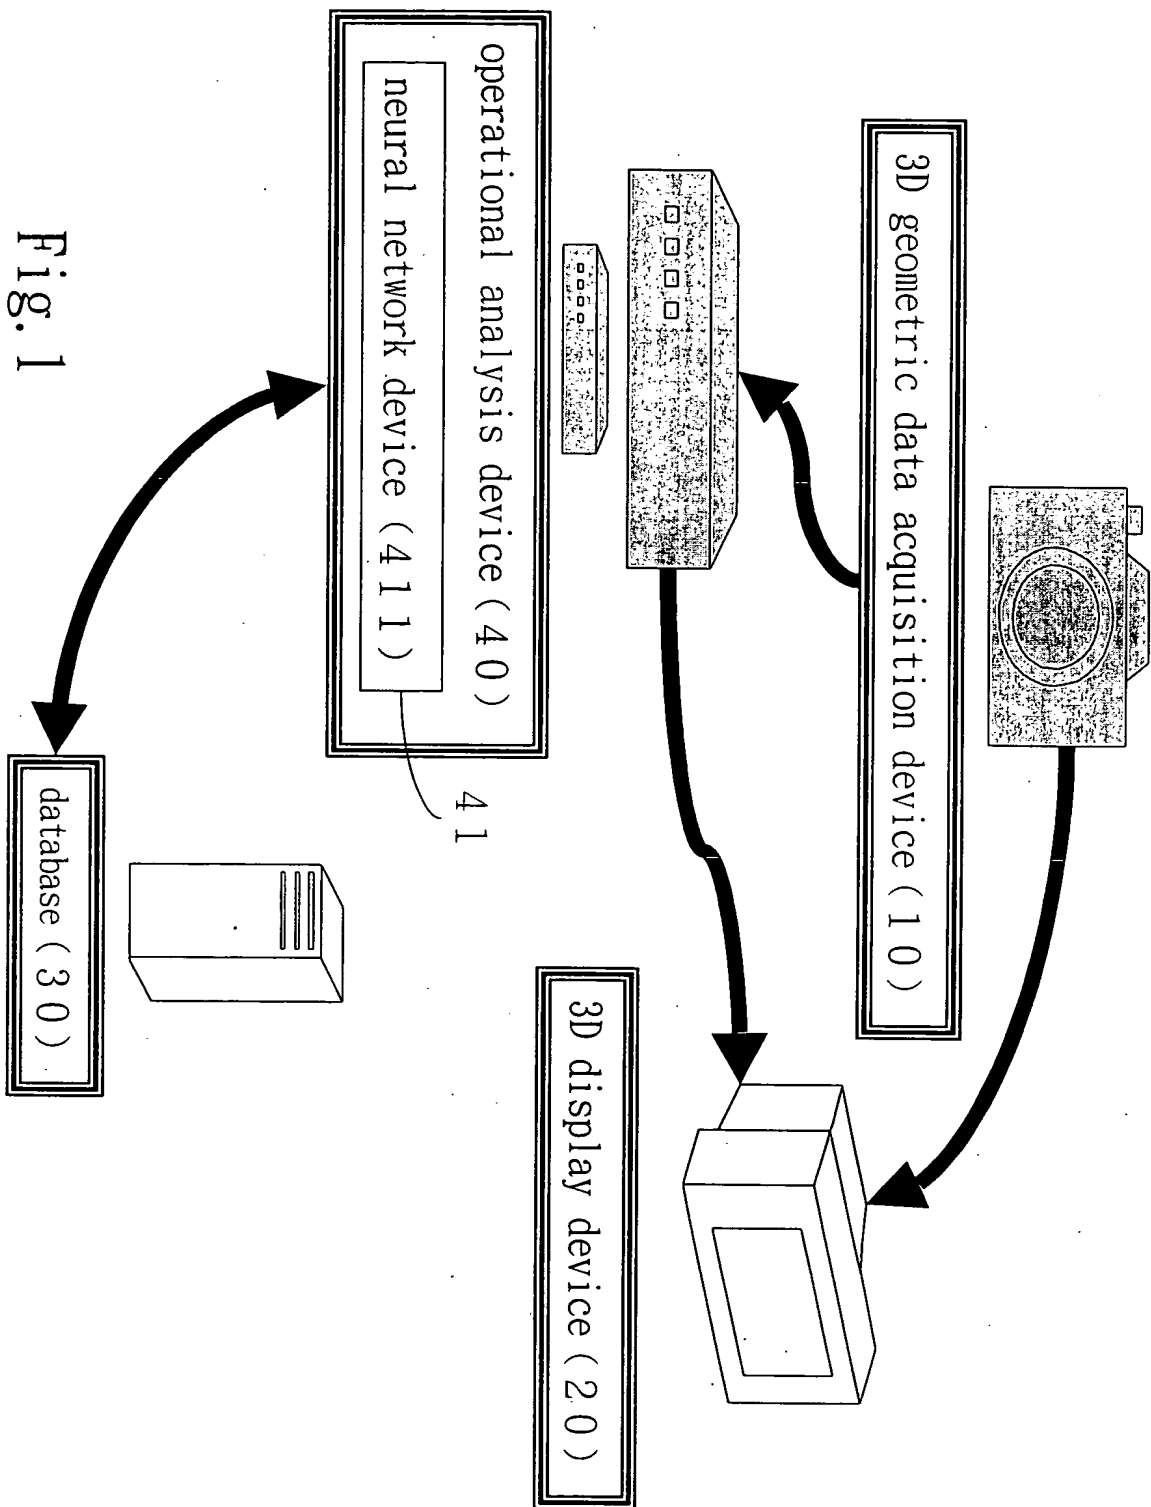 3D geometric data acquisition device(10)
operational analysis device(40)
neural network device(411)
41
3D display device(20)
database(30)
Fig.1